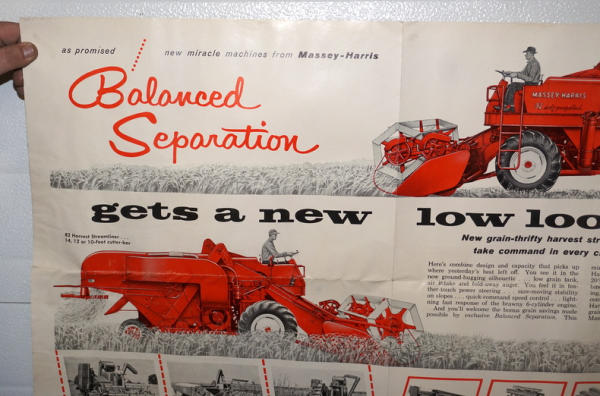 as promised
new miracle machines from Massey-Harris
Balanced
Separation
MASSEY-HARRIS
gets a new low loo
82 Harvest Streamliner . . .
14, 12 or 10-foot cutter-bar
New grain-thrifty harvest str
take command in every c
Here's combine design and capacity that picks up
where yesterday's best left off. You see it in the
new ground-hugging silhouette . . . low grain tank,
air intake and fold-away auger. You feel it in fea-
ther-touch power steering . . . sure-moving stability
on slopes . . . quick-command speed control . . . light-
ning fast response of the brawny 6-cylinder engine.
And you'll welcome the bonus grain savings made
possible by exclusive Balanced Separation. This